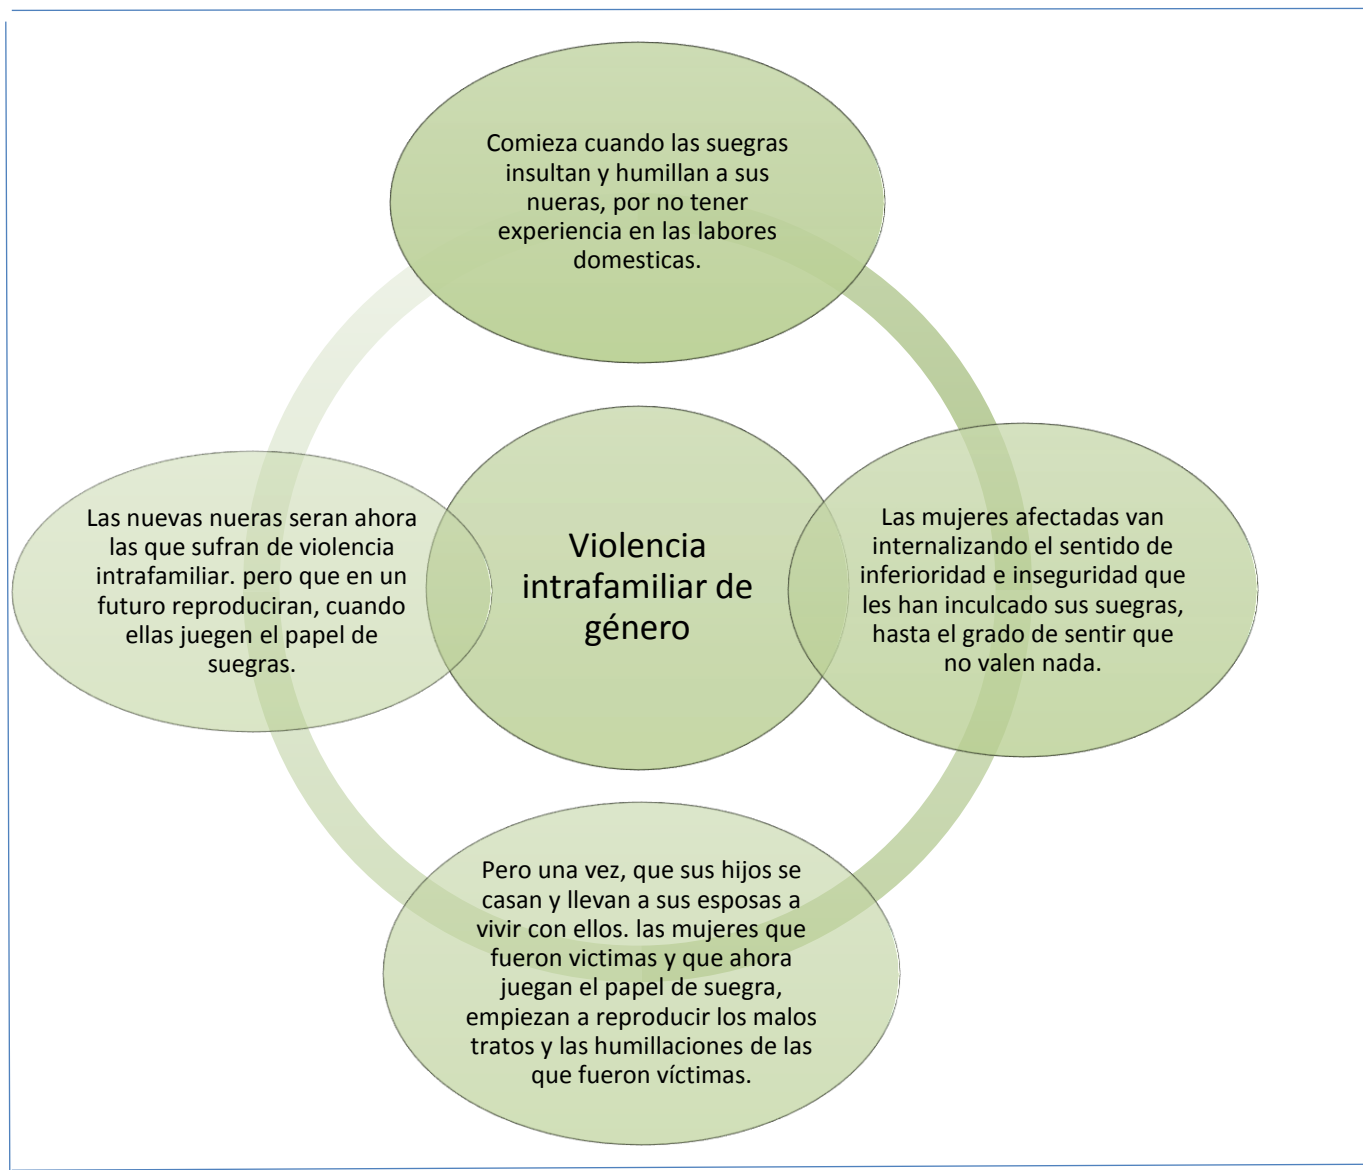 Comieza cuando las suegras
insultan y humillan a sus
nueras, por no tener
experiencia en las labores
domesticas.
Las mujeres afectadas van
internalizando el sentido de
inferioridad e inseguridad que
les han inculcado sus suegras,
hasta el grado de sentir que
no valen nada.
Pero una vez, que sus hijos se
casan y llevan a sus esposas a
vivir con ellos. las mujeres que
fueron victimas y que ahora
juegan el papel de suegra,
empiezan a reproducir los malos
tratos y las humillaciones de las
que fueron víctimas.
Las nuevas nueras seran ahora
las que sufran de violencia
intrafamiliar. pero que en un
futuro reproduciran, cuando
ellas juegen el papel de
suegras.
Violencia
intrafamiliar de
género